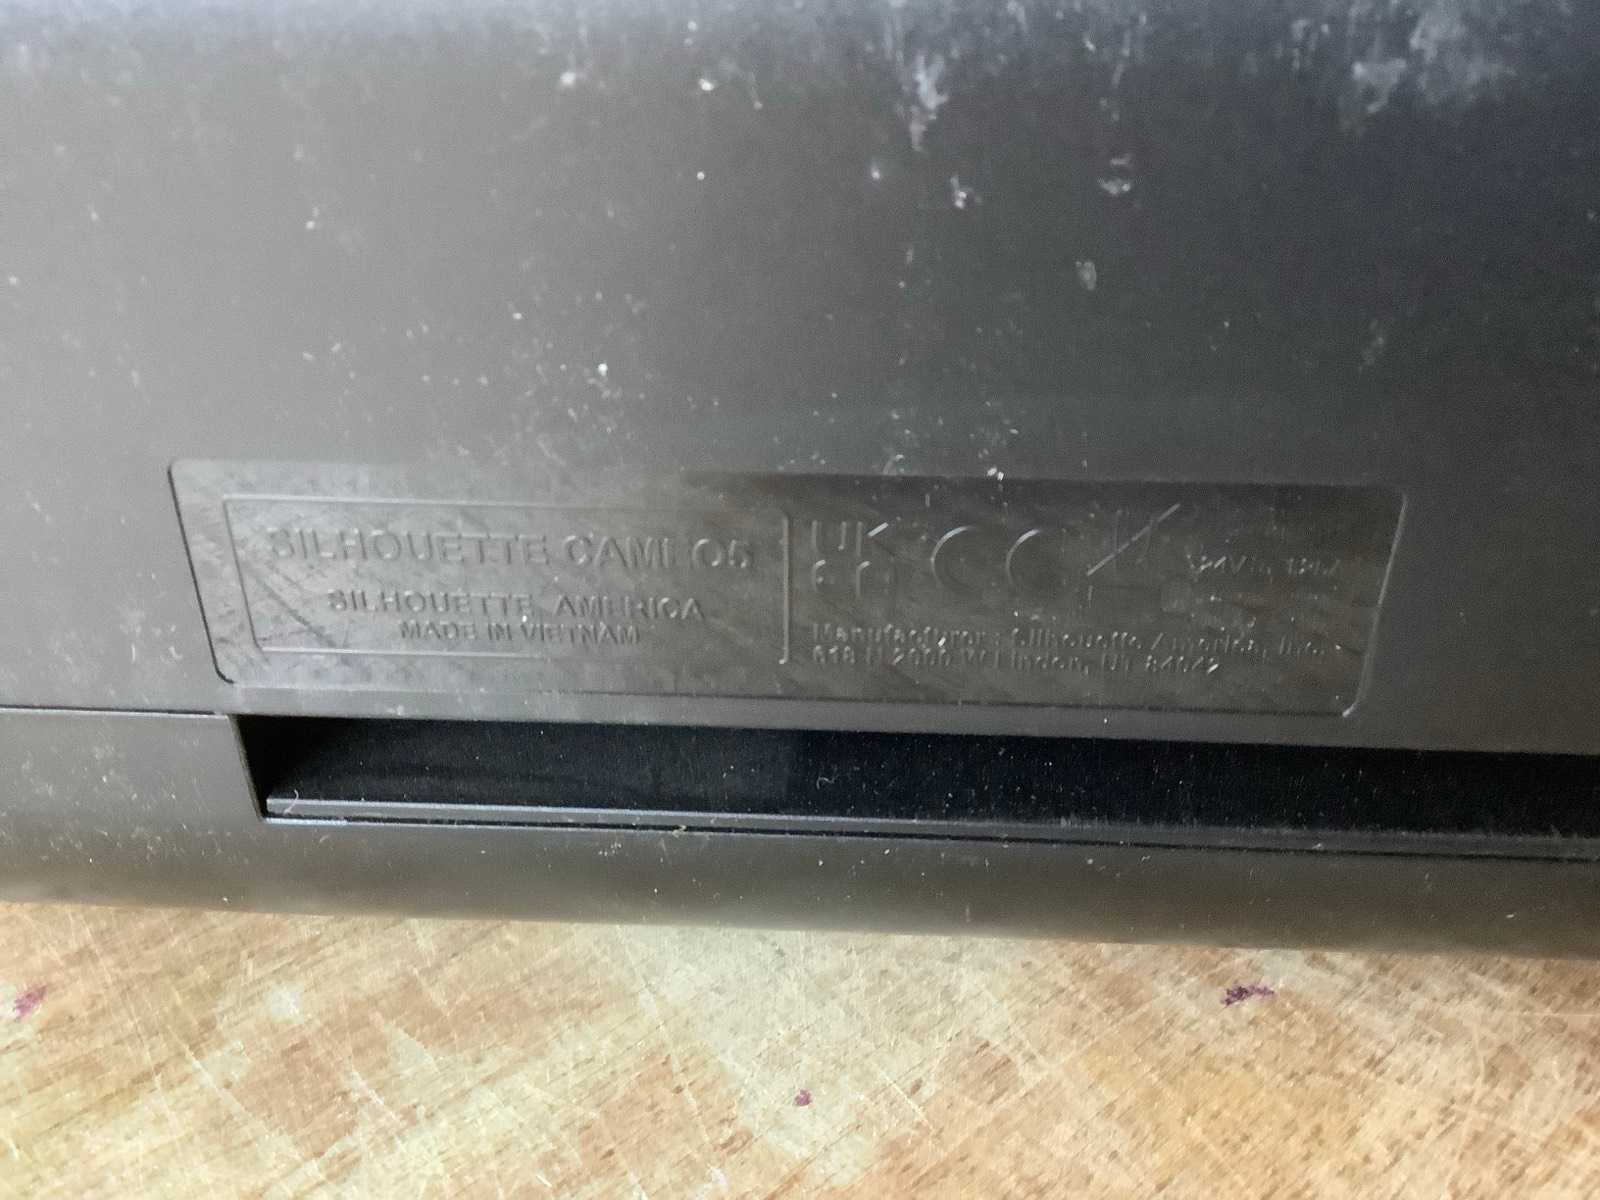 SILHOUETTE CAMEO5
SILHOUETTE AMERICA
MADE IN VIETNAM
UK
CA
CE
Manufacturer: Silhouette America, Inc.
618 N 2000 W Lindon, UT 84042